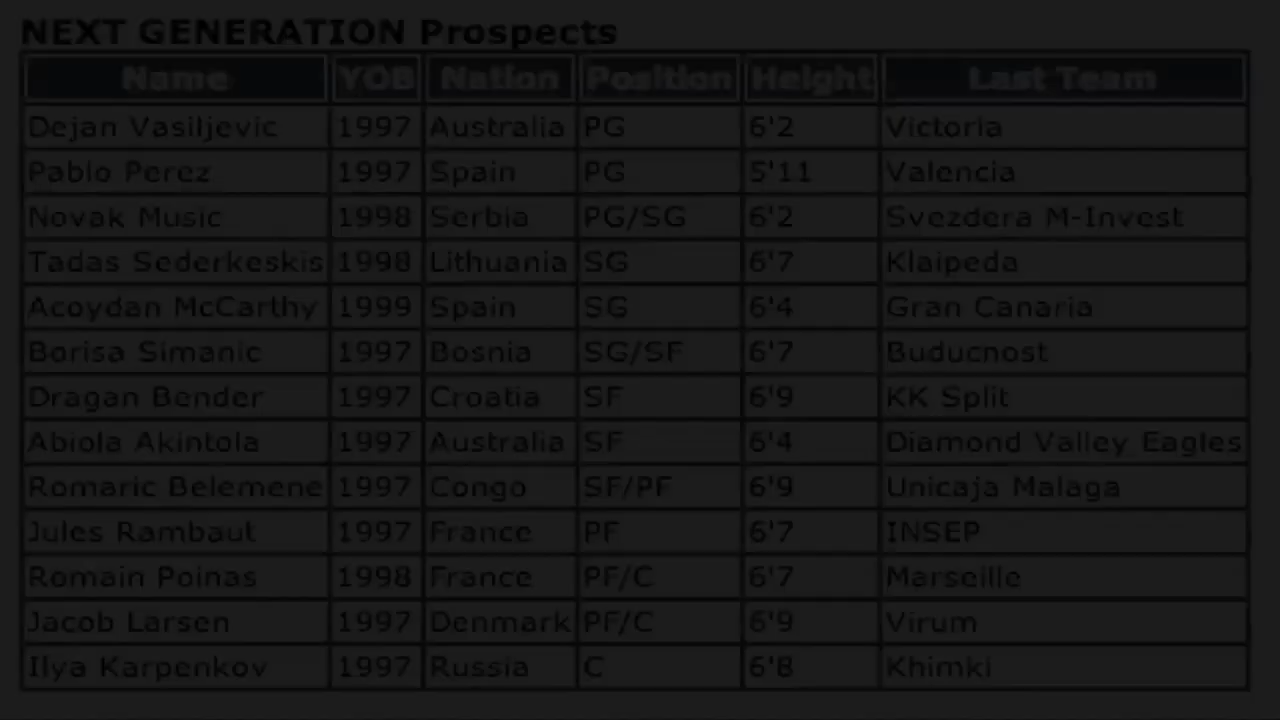 NEXT GENERATION Prospects
Name YOB Nation Position Height Last Team
Dejan Vasiljevic 1997 Australia PG 6'2 Victoria
Pablo Perez 1997 Spain PG 5'11 Valencia
Novak Music 1998 Serbia PG/SG 6'2 Svezdera M-Invest
Tadas Sederkeskis 1998 Lithuania SG 6'7 Klaipeda
Acoydan McCarthy 1999 Spain SG 6'4 Gran Canaria
Borisa Simanic 1997 Bosnia SG/SF 6'7 Buducnost
Dragan Bender 1997 Croatia SF 6'9 KK Split
Abiola Akintola 1997 Australia SF 6'4 Diamond Valley Eagles
Romaric Belemene 1997 Congo SF/PF 6'9 Unicaja Malaga
Jules Rambaut 1997 France PF 6'7 INSEP
Romain Poinas 1998 France PF/C 6'7 Marseille
Jacob Larsen 1997 Denmark PF/C 6'9 Virum
Ilya Karpenkov 1997 Russia C 6'8 Khimki